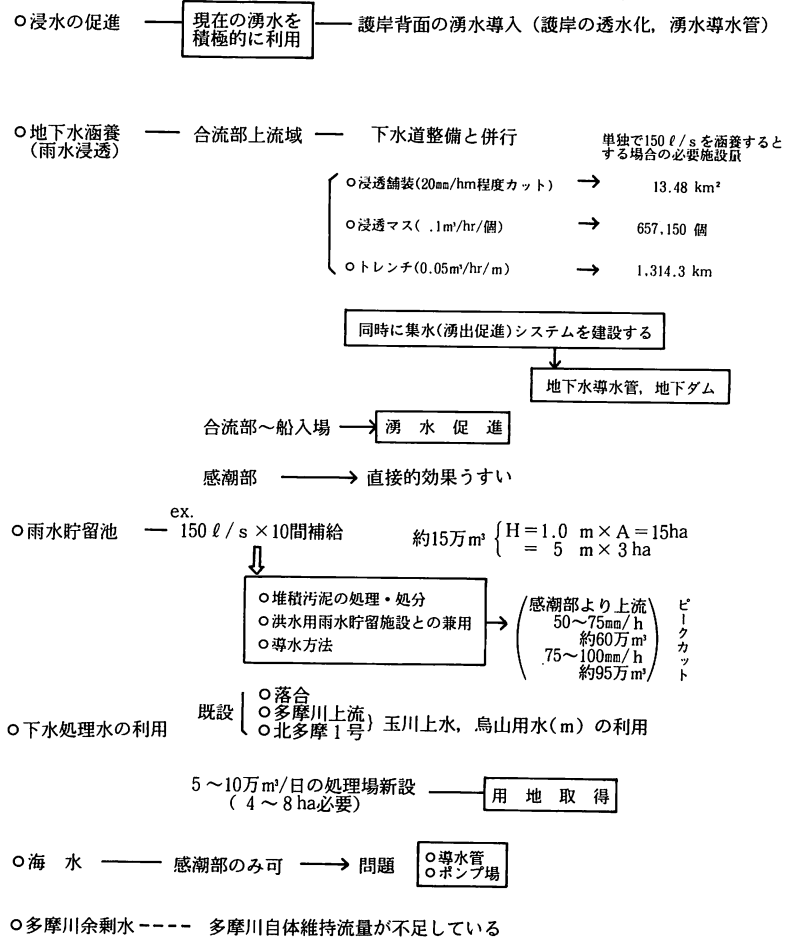 ○浸水の促進 現在の湧水を 護岸背面の湧水導入（護岸の透水化，湧水導水管）
積極的に利用
○地下水涵養 合流部上流域 下水道整備と併行 単独で150ℓ/sを涵養すると
（雨水浸透） する場合の必要施設量
○浸透舗装(20㎜/hm程度カット) → 13.48 km²
○浸透マス( .1m³/hr/個) → 657,150 個
○トレンチ(0.05m³/hr/m) → 1,314.3 km
同時に集水(湧出促進)システムを建設する
地下水導水管，地下ダム
合流部～船入場 → 湧水促進
感潮部 → 直接的効果うすい
ex.
○雨水貯留池 150ℓ/s×10間補給 約15万m³ { H＝1.0 m×A＝15ha
＝ 5 m×3ha
○堆積汚泥の処理・処分
○洪水用雨水貯留施設との兼用
○導水方法
感潮部より上流
50～75㎜/h
約60万m³
75～100㎜/h
約95万m³
ピークカット
○下水処理水の利用 既設
○落合
○多摩川上流
○北多摩1号
} 玉川上水，烏山用水(m)の利用
5～10万m³/日の処理場新設 用地取得
（4～8ha必要）
○海 水 感潮部のみ可 → 問題
○導水管
○ポンプ場
○多摩川余剰水---- 多摩川自体維持流量が不足している